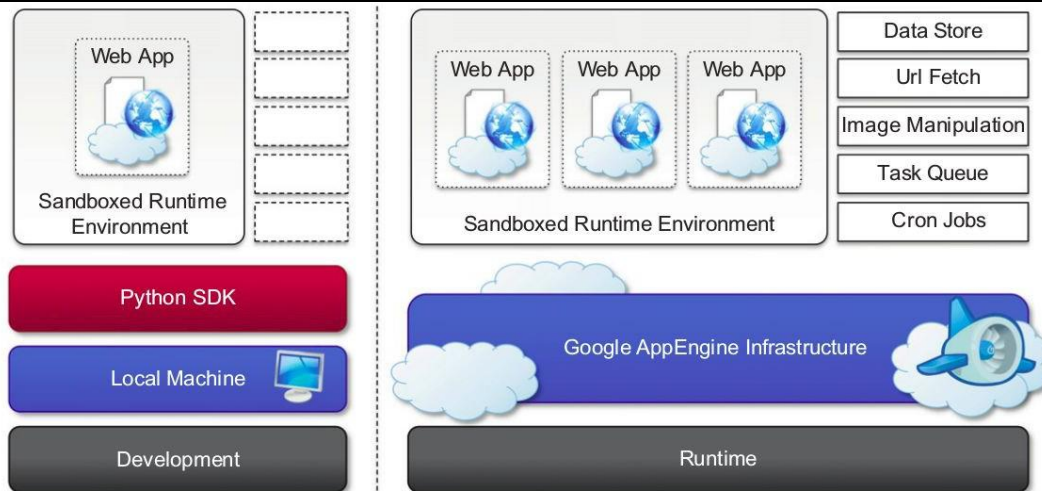 Web App
Sandboxed Runtime
Environment
Python SDK
Local Machine
Development
Web App
Web App
Web App
Sandboxed Runtime Environment
Data Store
Url Fetch
Image Manipulation
Task Queue
Cron Jobs
Google AppEngine Infrastructure
Runtime